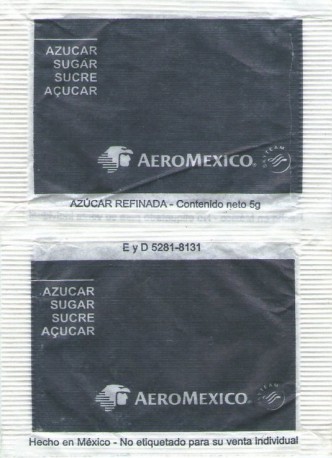 AZUCAR
SUGAR
SUCRE
AÇUCAR
AEROMEXICO.
SKYTEAM
AZÚCAR REFINADA - Contenido neto 5g
E y D 5281-8131
AZUCAR
SUGAR
SUCRE
AÇUCAR
AEROMEXICO.
Hecho en México - No etiquetado para su venta individual